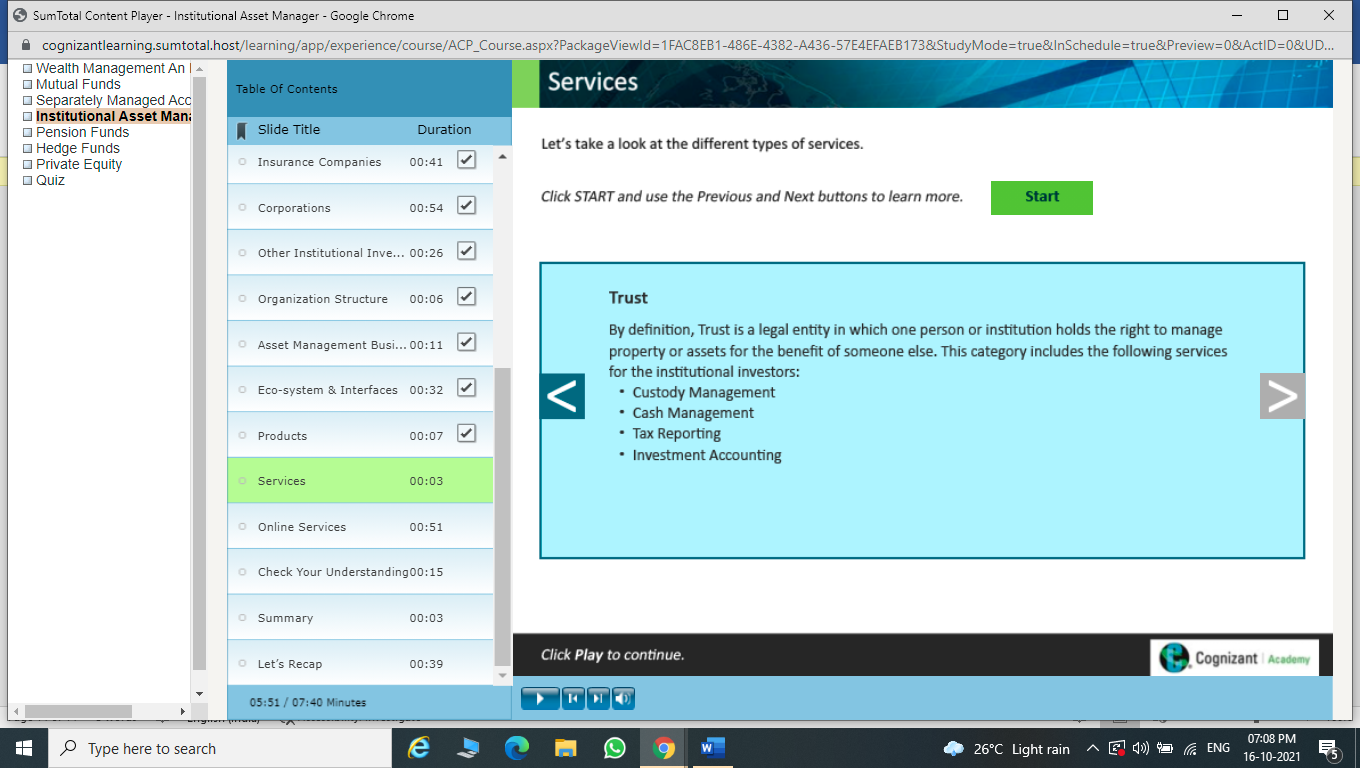 SumTotal Content Player - Institutional Asset Manager - Google Chrome
cognizantlearning.sumtotal.host/learning/app/experience/course/ACP_Course.aspx?PackageViewId=1FAC8EB1-486E-4382-A436-57E4EFAEB173&StudyMode=true&InSchedule=true&Preview=0&ActID=0&UD...
Wealth Management An
Mutual Funds
Separately Managed Acc
Institutional Asset Mana
Pension Funds
Hedge Funds
Private Equity
Quiz
Table Of Contents
Slide Title Duration
Insurance Companies 00:41
Corporations 00:54
Other Institutional Inve... 00:26
Organization Structure 00:06
Asset Management Busi... 00:11
Eco-system & Interfaces 00:32
Products 00:07
Services 00:03
Online Services 00:51
Check Your Understanding 00:15
Summary 00:03
Let's Recap 00:39
05:51 / 07:40 Minutes
Services
Let's take a look at the different types of services.
Click START and use the Previous and Next buttons to learn more.
Start
Trust
By definition, Trust is a legal entity in which one person or institution holds the right to manage
property or assets for the benefit of someone else. This category includes the following services
for the institutional investors:
• Custody Management
• Cash Management
• Tax Reporting
• Investment Accounting
<
>
Click Play to continue.
Cognizant | Academy
Type here to search
26°C Light rain
ENG
07:08 PM
16-10-2021
5